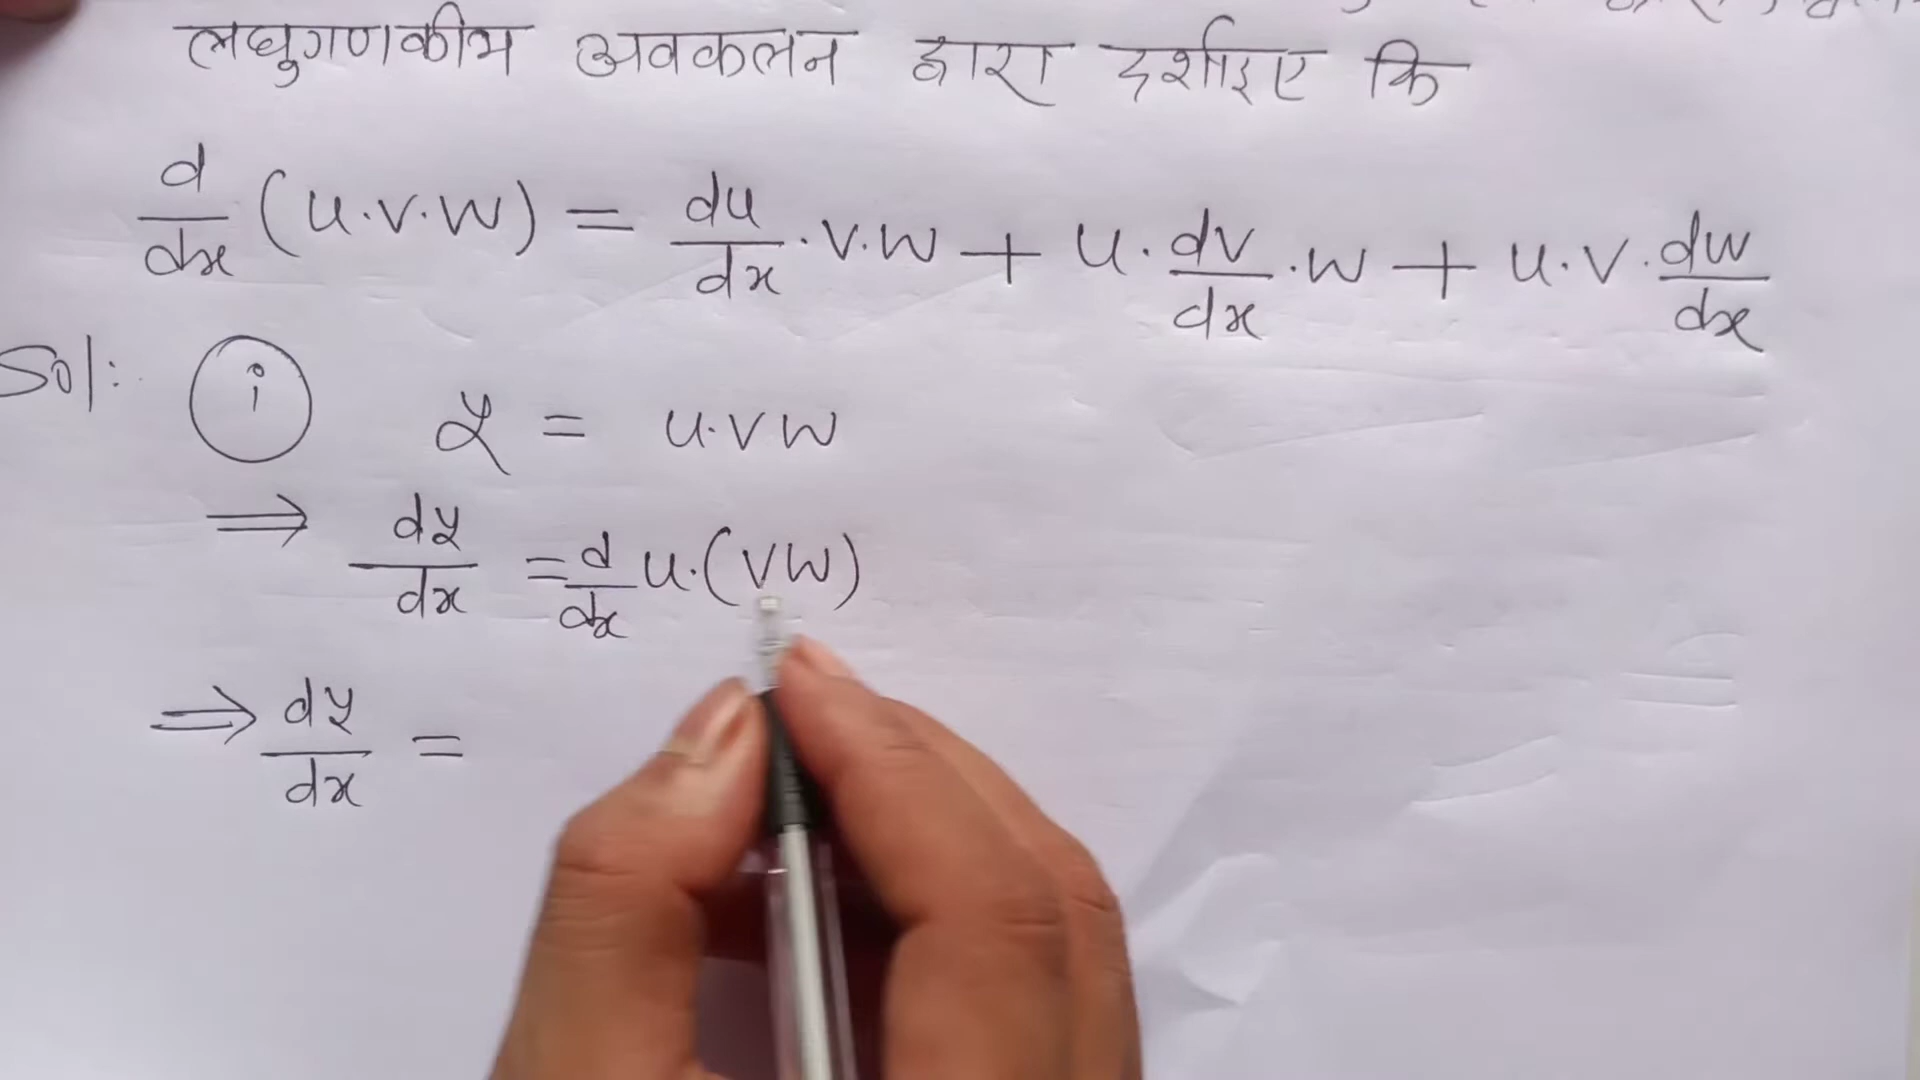 लघुगणकीय अवकलन द्वारा दर्शाइए कि
d/dx (u.v.w) = du/dx . v.w + u . dv/dx . w + u.v. dw/dx
Sol: (i) y = u.vw
⇒ dy/dx = d/dx u.(vw)
⇒ dy/dx =